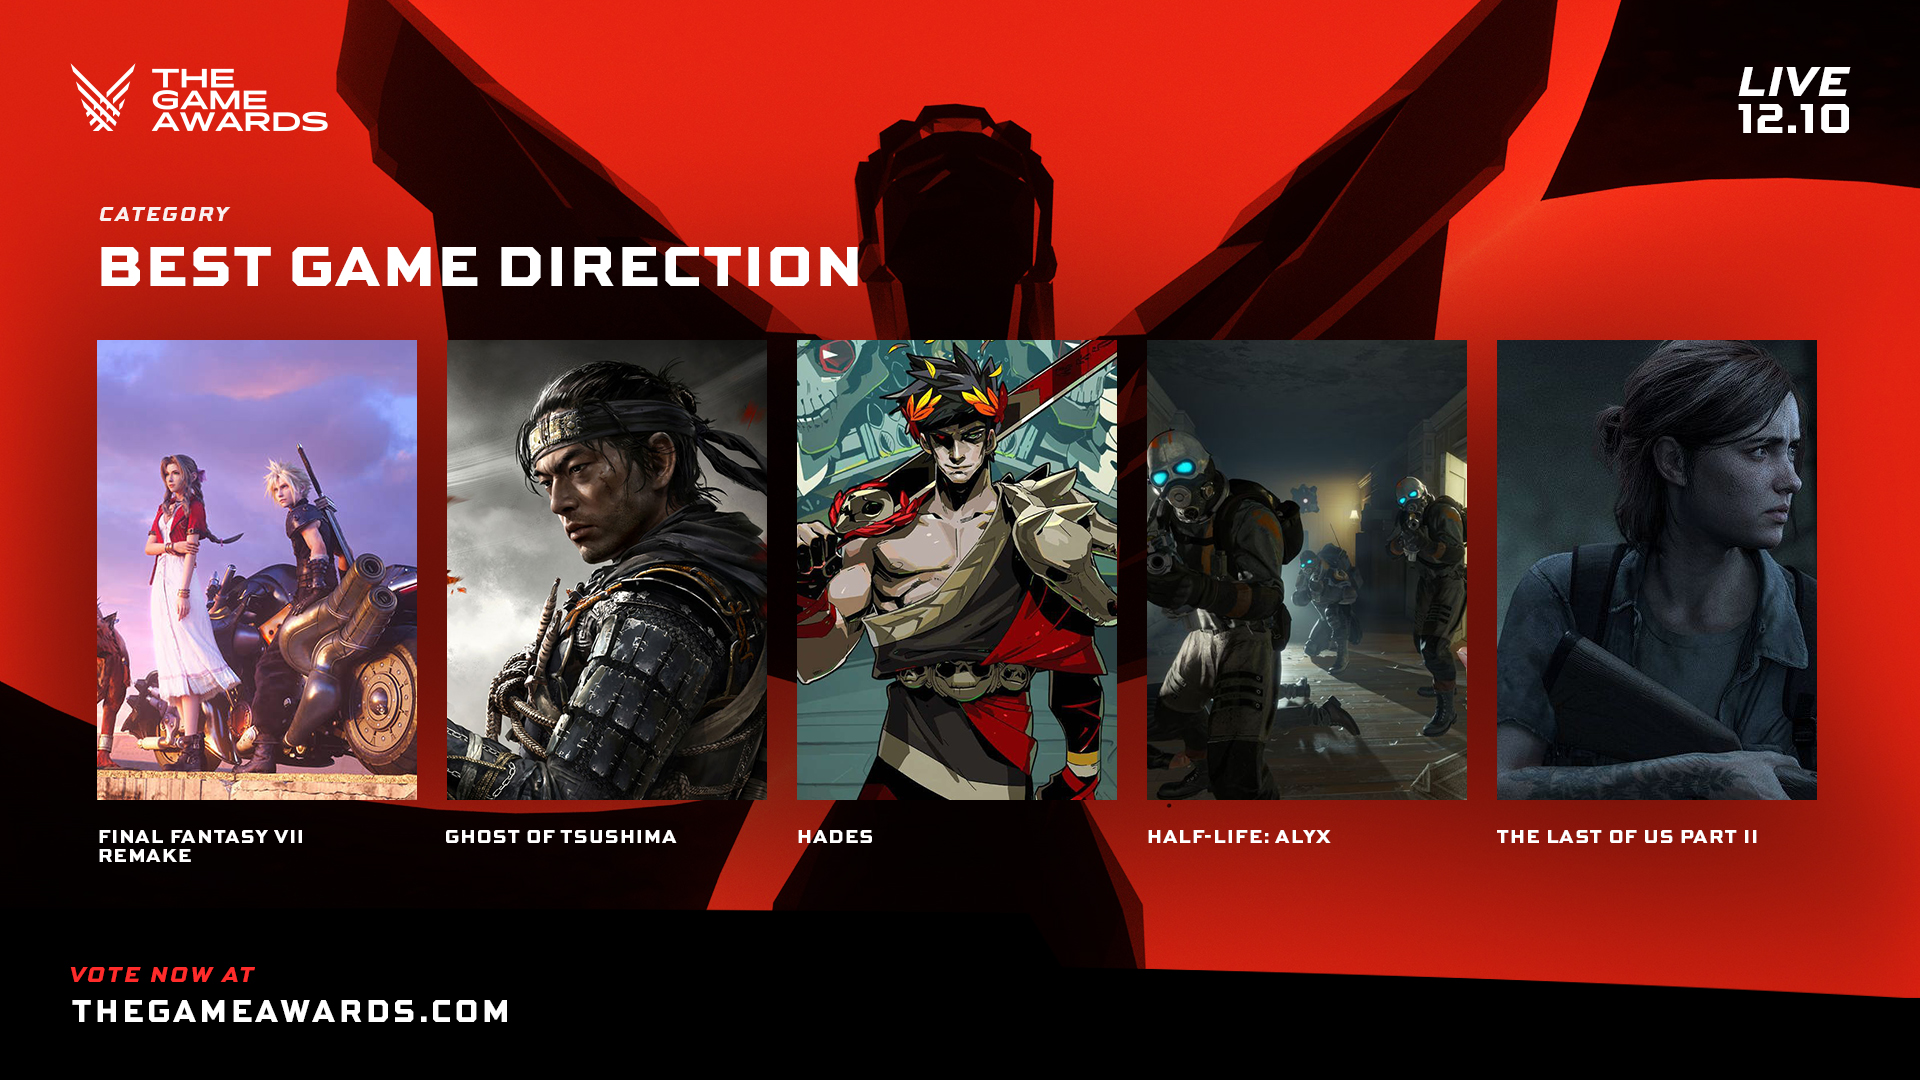 THE
GAME
AWARDS
LIVE
12.10
CATEGORY
BEST GAME DIRECTION
FINAL FANTASY VII
REMAKE
GHOST OF TSUSHIMA
HADES
HALF-LIFE: ALYX
THE LAST OF US PART II
VOTE NOW AT
THEGAMEAWARDS.COM